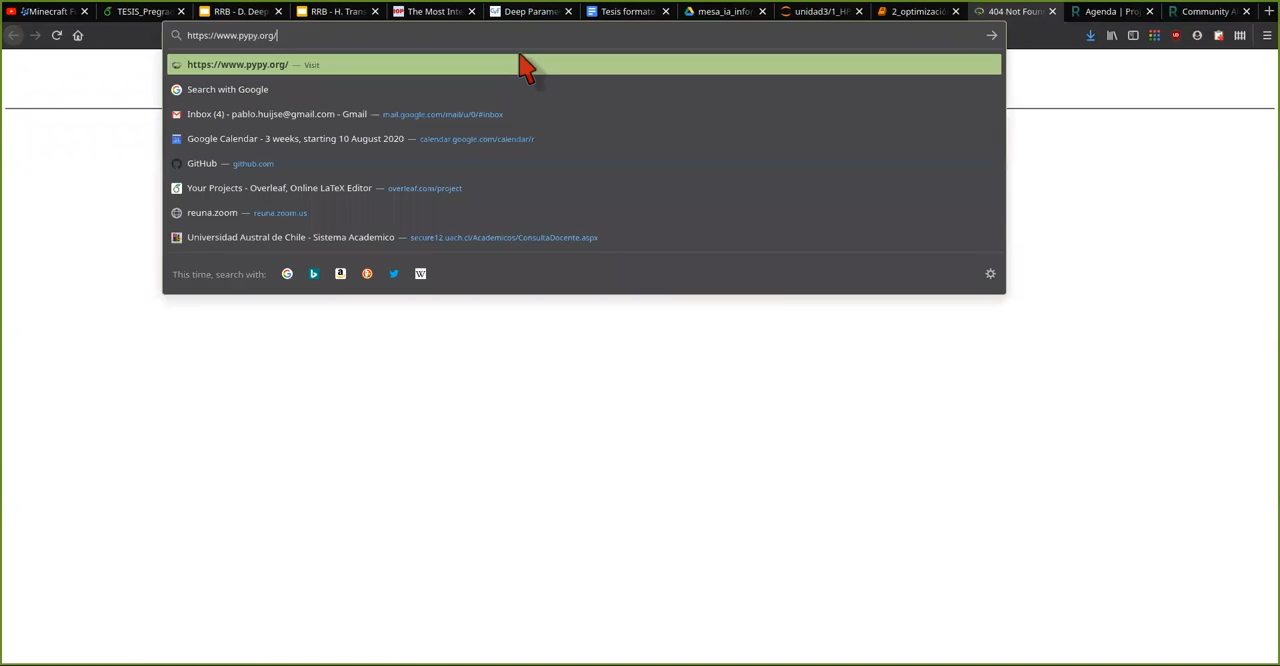 Minecraft F TESIS_Pregra RRB - D. Deep RRB - H. Trans The Most Inte Deep Parame Tesis formato mesa_ia_infor unidad3/1_HP 2_optimizació 404 Not Foun Agenda | Pro Community A
https://www.pypy.org/
https://www.pypy.org/ — Visit
Search with Google
Inbox (4) - pablo.huijse@gmail.com - Gmail — mail.google.com/mail/u/0/#inbox
Google Calendar - 3 weeks, starting 10 August 2020 — calendar.google.com/calendar/r
GitHub — github.com
Your Projects - Overleaf, Online LaTeX Editor — overleaf.com/project
reuna.zoom — reuna.zoom.us
Universidad Austral de Chile - Sistema Academico — secure12.uach.cl/Academicos/ConsultaDocente.aspx
This time, search with: